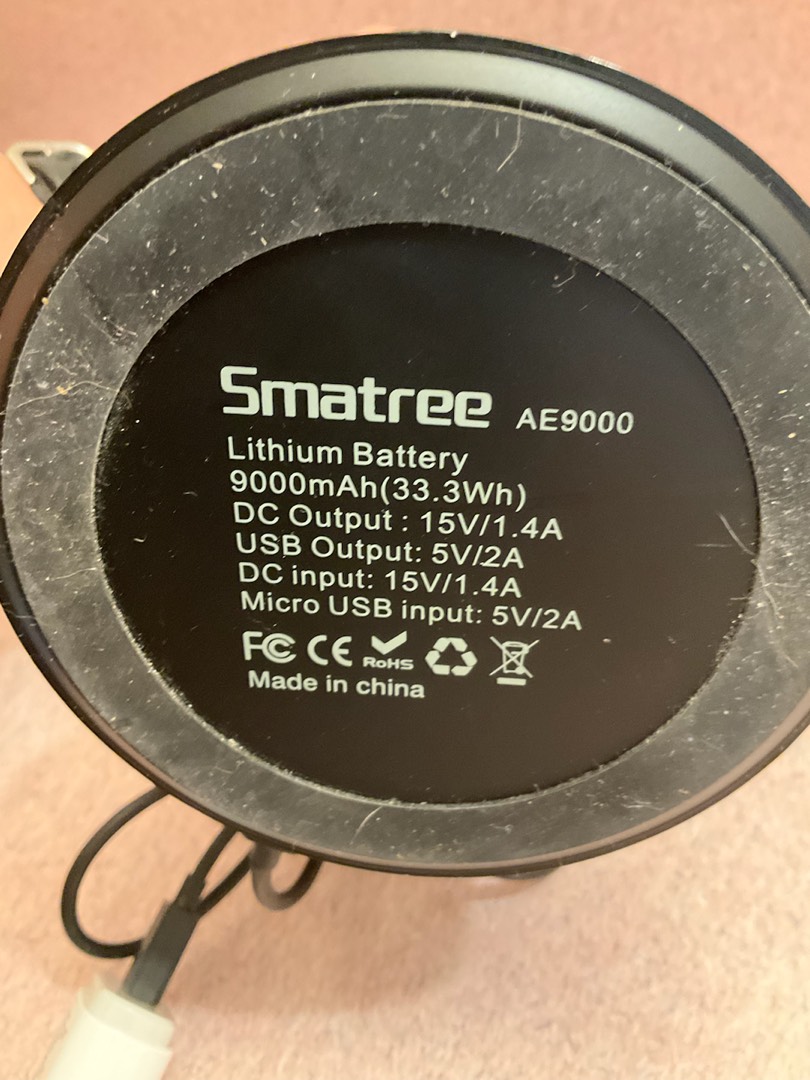 Smatree AE9000
Lithium Battery
9000mAh(33.3Wh)
DC Output : 15V/1.4A
USB Output: 5V/2A
DC input: 15V/1.4A
Micro USB input: 5V/2A
FC CE RoHS
Made in china